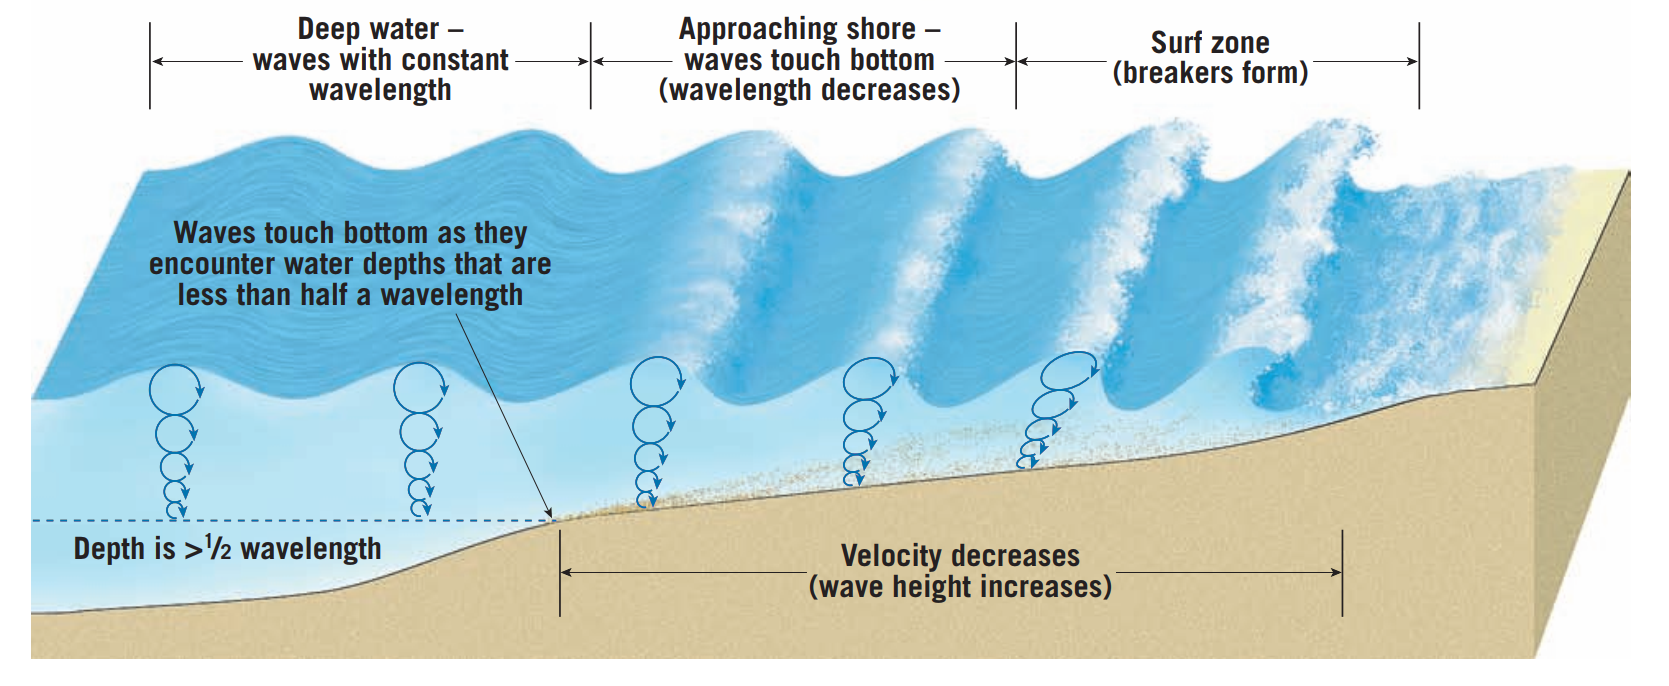 Deep water –
waves with constant
wavelength
Approaching shore –
waves touch bottom
(wavelength decreases)
Surf zone
(breakers form)
Waves touch bottom as they
encounter water depths that are
less than half a wavelength
Depth is >1/2 wavelength
Velocity decreases
(wave height increases)